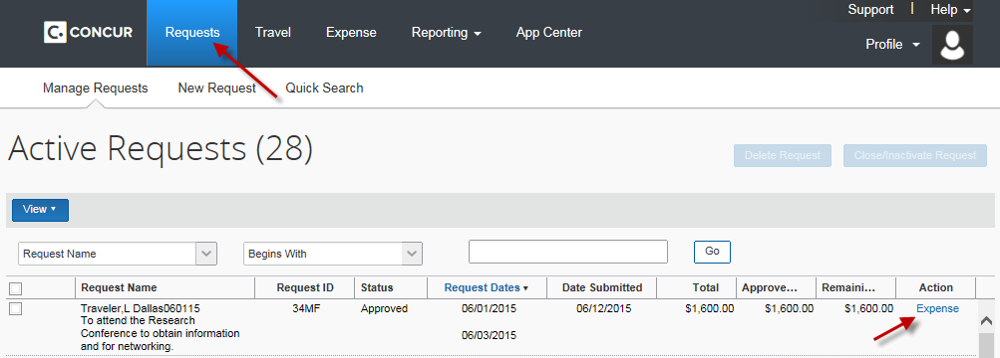 Support | Help
C. CONCUR Requests Travel Expense Reporting App Center
Profile
Manage Requests New Request Quick Search
Active Requests (28)
Delete Request Close/Inactivate Request
View
Request Name Begins With Go
Request Name Request ID Status Request Dates Date Submitted Total Approve... Remaini... Action
Traveler,L Dallas060115 34MF Approved 06/01/2015 06/12/2015 $1,600.00 $1,600.00 $1,600.00 Expense
To attend the Research
Conference to obtain information 06/03/2015
and for networking.